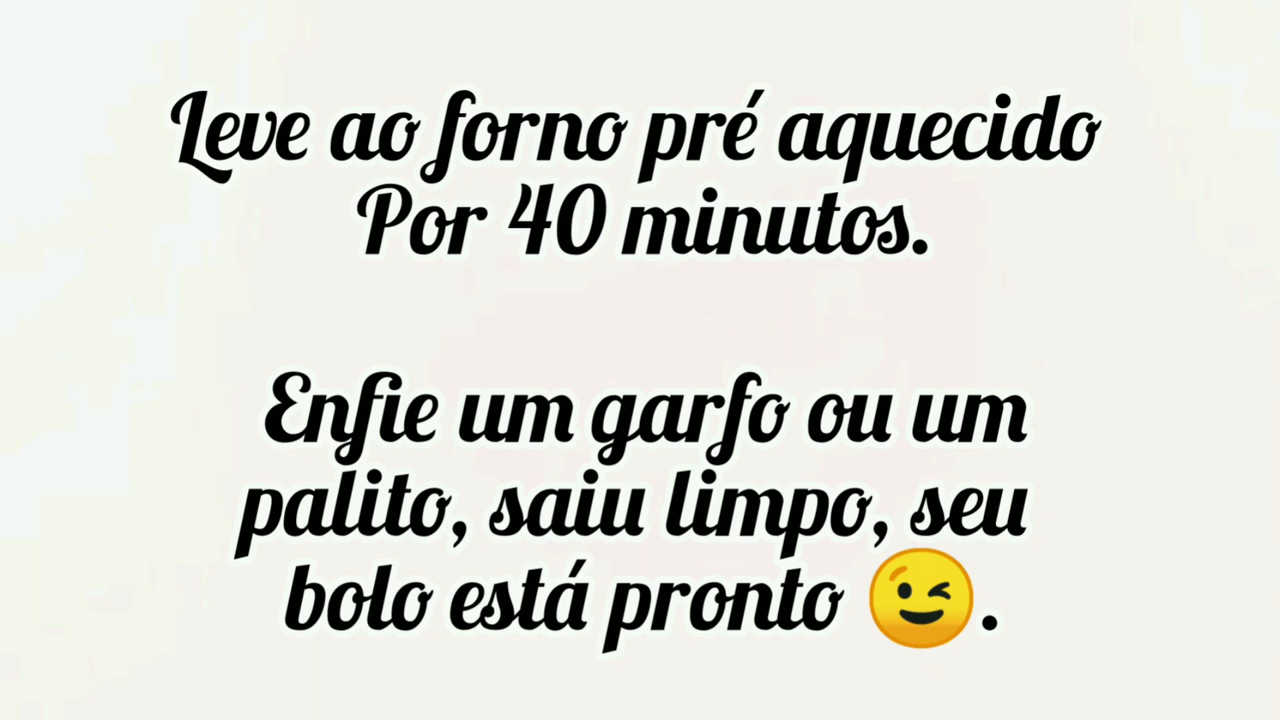 Leve ao forno pré aquecido
Por 40 minutos.
Enfie um garfo ou um
palito, saiu limpo, seu
bolo está pronto 😉.